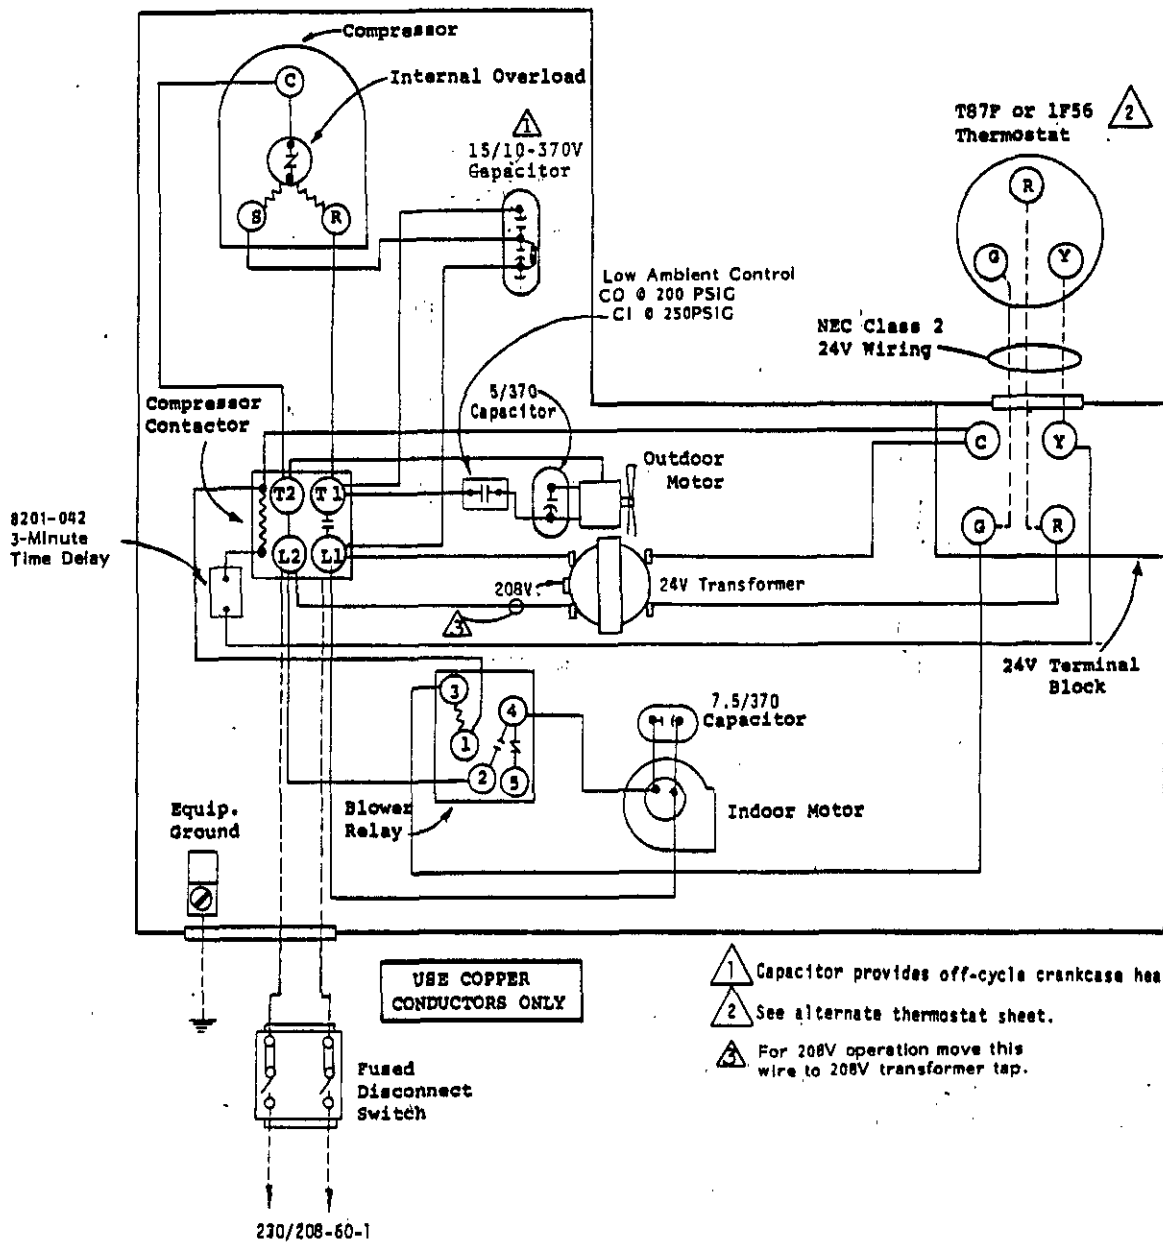 Compressor
C
Internal Overload
S
R
1
15/10-370V
Gapacitor
T87F or 1F56
Thermostat
2
R
G
Y
Low Ambient Control
CO @ 200 PSIG
CI @ 250PSIG
NEC Class 2
24V Wiring
5/370
Capacitor
Compressor
Contactor
Outdoor
Motor
C
Y
T2
T1
G
R
8201-042
3-Minute
Time Delay
L2
L1
208V.
24V Transformer
3
24V Terminal
Block
3
4
1
2
5
7.5/370
Capacitor
Blower
Relay
Indoor Motor
Equip.
Ground
USE COPPER
CONDUCTORS ONLY
1 Capacitor provides off-cycle crankcase hea
2 See alternate thermostat sheet.
3 For 208V operation move this
wire to 208V transformer tap.
Fused
Disconnect
Switch
230/208-60-1